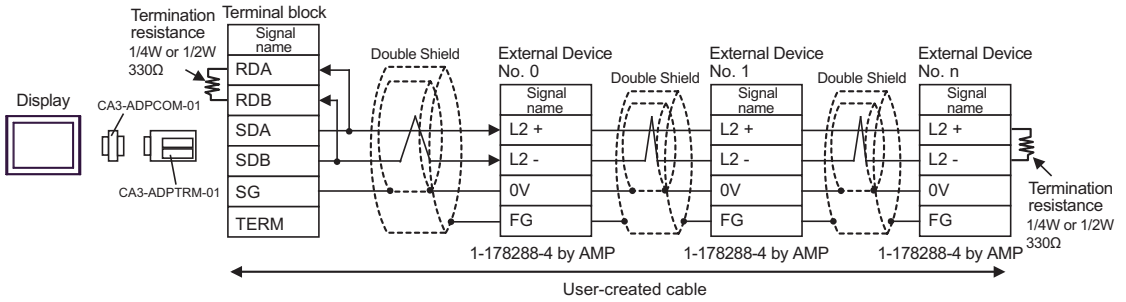 Termination
resistance
1/4W or 1/2W
330Ω
Terminal block
Signal
name
RDA
RDB
SDA
SDB
SG
TERM
Display
CA3-ADPCOM-01
CA3-ADPTRM-01
Double Shield
External Device
No. 0
Signal
name
L2 +
L2 -
0V
FG
1-178288-4 by AMP
Double Shield
External Device
No. 1
Signal
name
L2 +
L2 -
0V
FG
1-178288-4 by AMP
Double Shield
External Device
No. n
Signal
name
L2 +
L2 -
0V
FG
1-178288-4 by AMP
Termination
resistance
1/4W or 1/2W
330Ω
User-created cable